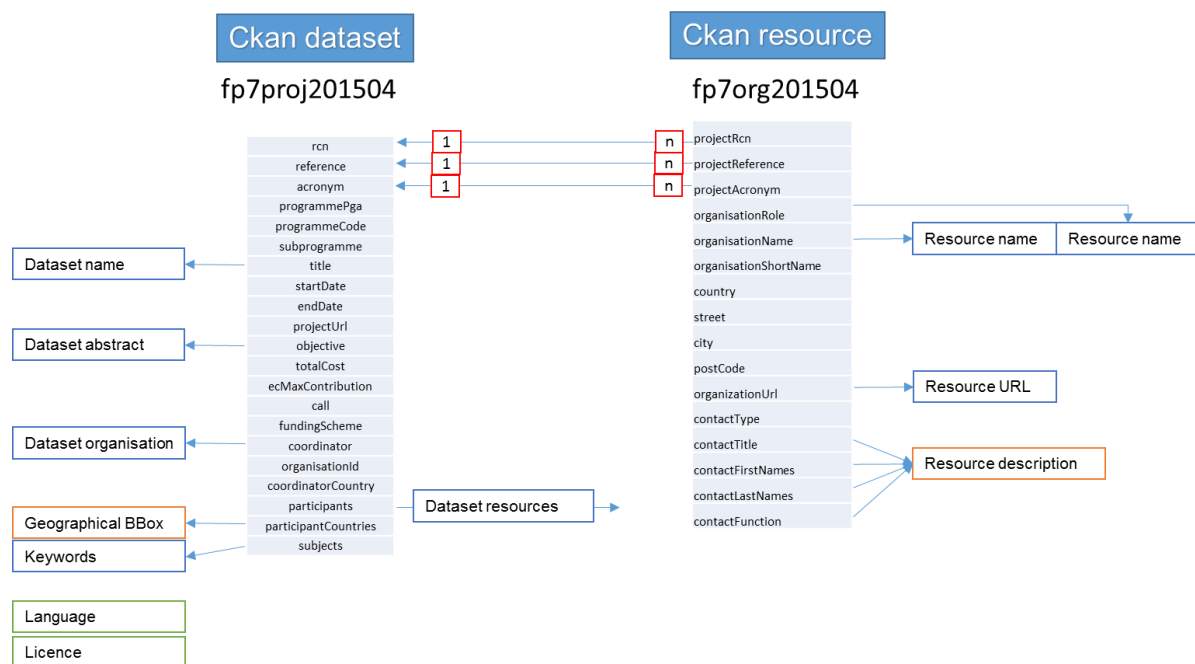 Ckan dataset
Ckan resource
fp7proj201504
fp7org201504
rcn
reference
acronym
programmePga
programmeCode
subprogramme
title
startDate
endDate
projectUrl
objective
totalCost
ecMaxContribution
call
fundingScheme
coordinator
organisationId
coordinatorCountry
participants
participantCountries
subjects
1
n
1
n
1
n
projectRcn
projectReference
projectAcronym
organisationRole
organisationName
organisationShortName
country
street
city
postCode
organizationUrl
contactType
contactTitle
contactFirstNames
contactLastNames
contactFunction
Dataset name
Dataset abstract
Dataset organisation
Geographical BBox
Keywords
Language
Licence
Dataset resources
Resource name
Resource name
Resource URL
Resource description